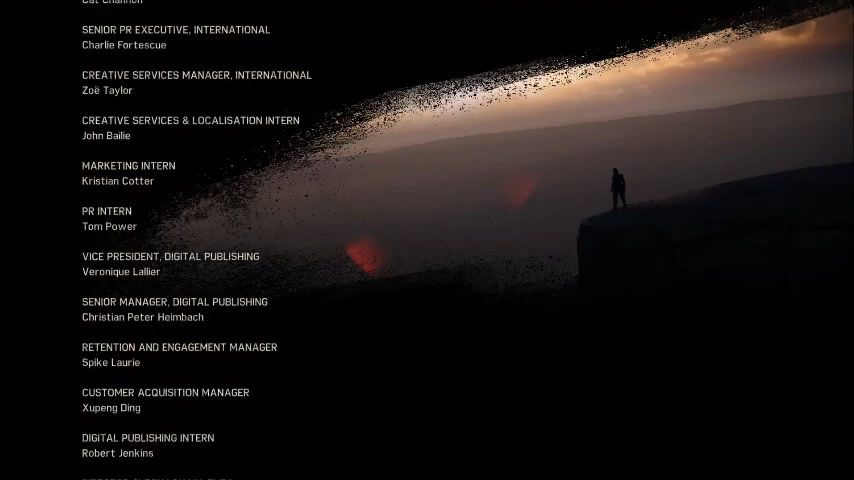 Cat Channon
SENIOR PR EXECUTIVE, INTERNATIONAL
Charlie Fortescue
CREATIVE SERVICES MANAGER, INTERNATIONAL
Zoë Taylor
CREATIVE SERVICES & LOCALISATION INTERN
John Bailie
MARKETING INTERN
Kristian Cotter
PR INTERN
Tom Power
VICE PRESIDENT, DIGITAL PUBLISHING
Veronique Lallier
SENIOR MANAGER, DIGITAL PUBLISHING
Christian Peter Heimbach
RETENTION AND ENGAGEMENT MANAGER
Spike Laurie
CUSTOMER ACQUISITION MANAGER
Xupeng Ding
DIGITAL PUBLISHING INTERN
Robert Jenkins